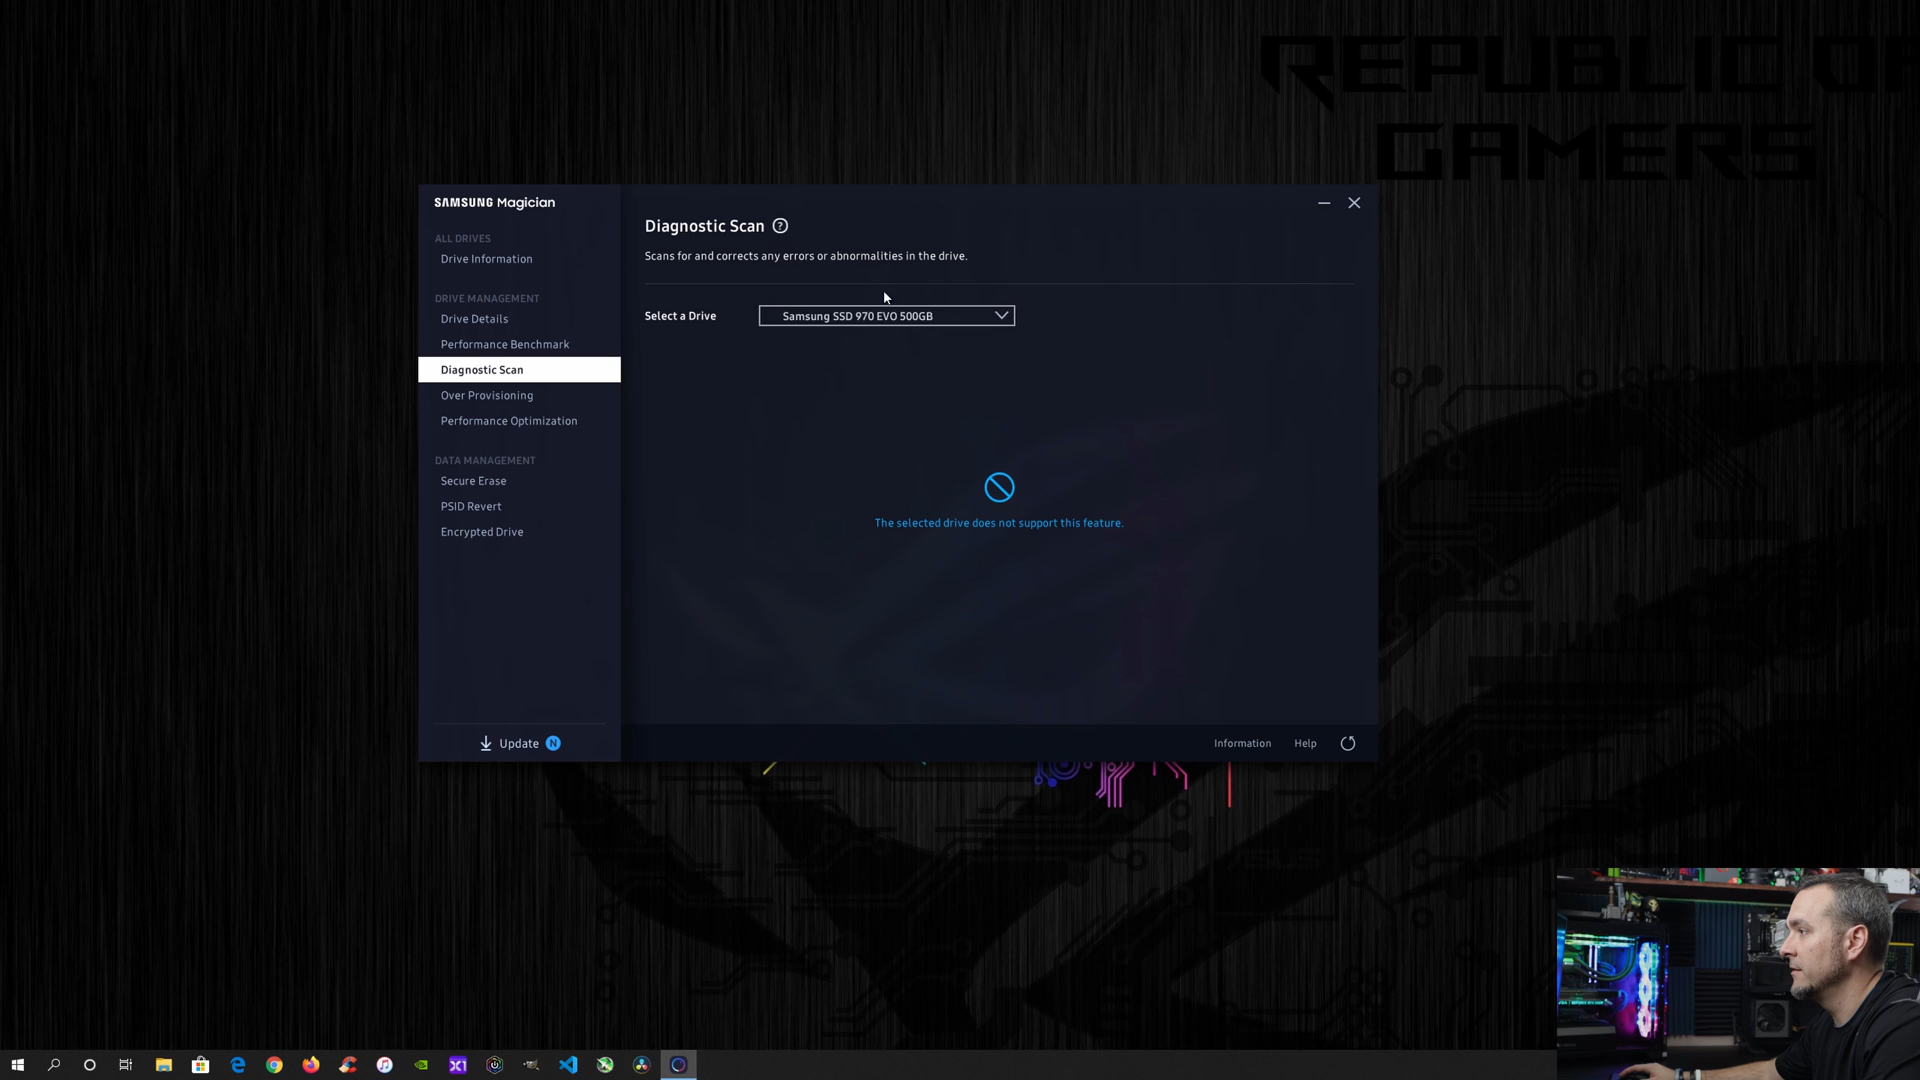 REPUBLIC OF
GAMERS
SAMSUNG Magician
ALL DRIVES
Drive Information
DRIVE MANAGEMENT
Drive Details
Performance Benchmark
Diagnostic Scan
Over Provisioning
Performance Optimization
DATA MANAGEMENT
Secure Erase
PSID Revert
Encrypted Drive
Update N
Diagnostic Scan ?
Scans for and corrects any errors or abnormalities in the drive.
Select a Drive
Samsung SSD 970 EVO 500GB
The selected drive does not support this feature.
Information
Help
X1